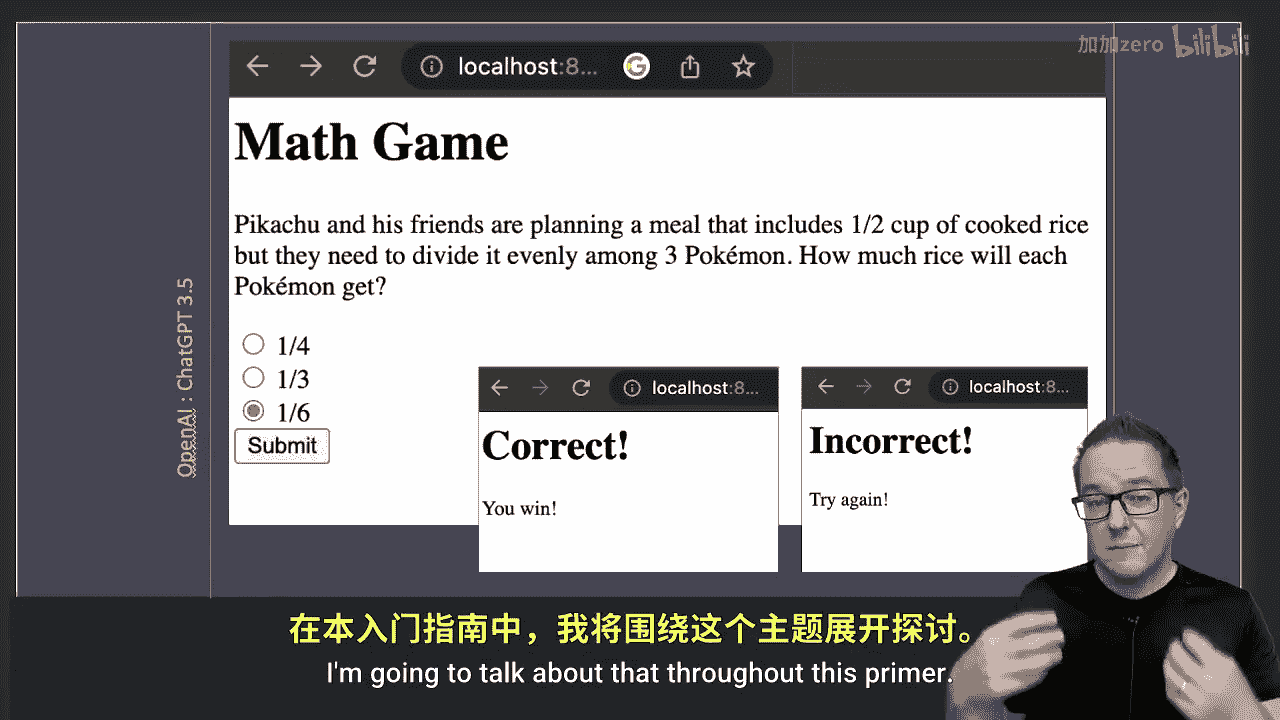 加加zero bilibili
localhost:8...
Math Game
Pikachu and his friends are planning a meal that includes 1/2 cup of cooked rice
but they need to divide it evenly among 3 Pokémon. How much rice will each
Pokémon get?
1/4
1/3
1/6
Submit
localhost:8...
Correct!
You win!
localhost:8...
Incorrect!
Try again!
OpenAI : ChatGPT 3.5
在本入门指南中，我将围绕这个主题展开探讨。
I'm going to talk about that throughout this primer.